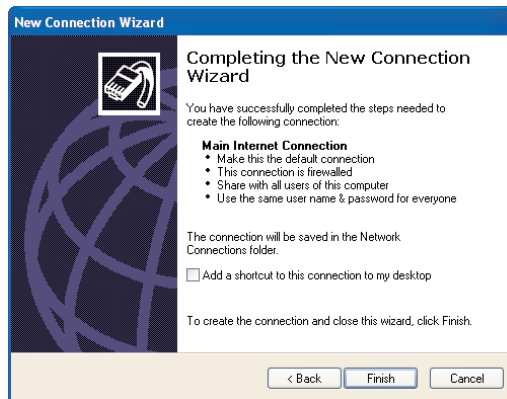 New Connection Wizard
Completing the New Connection
Wizard
You have successfully completed the steps needed to
create the following connection:
Main Internet Connection
• Make this the default connection
• This connection is firewalled
• Share with all users of this computer
• Use the same user name & password for everyone
The connection will be saved in the Network
Connections folder.
Add a shortcut to this connection to my desktop
To create the connection and close this wizard, click Finish.
< Back Finish Cancel